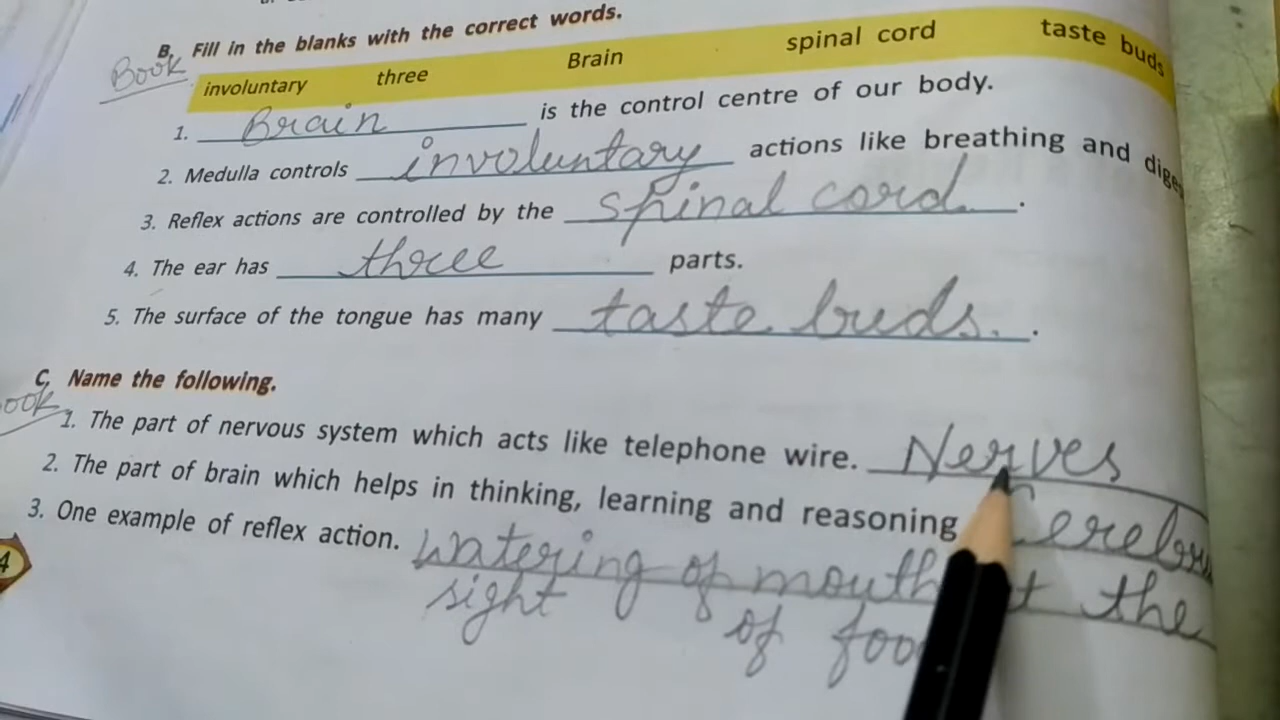 B. Fill in the blanks with the correct words.
Book
involuntary three Brain spinal cord taste buds
1. Brain is the control centre of our body.
2. Medulla controls involuntary actions like breathing and
3. Reflex actions are controlled by the spinal cord. .
4. The ear has three parts.
5. The surface of the tongue has many taste buds. .
C. Name the following.
1. The part of nervous system which acts like telephone wire. Nerves
2. The part of brain which helps in thinking, learning and reasoning
3. One example of reflex action. Watering of mouth the
sight of
4